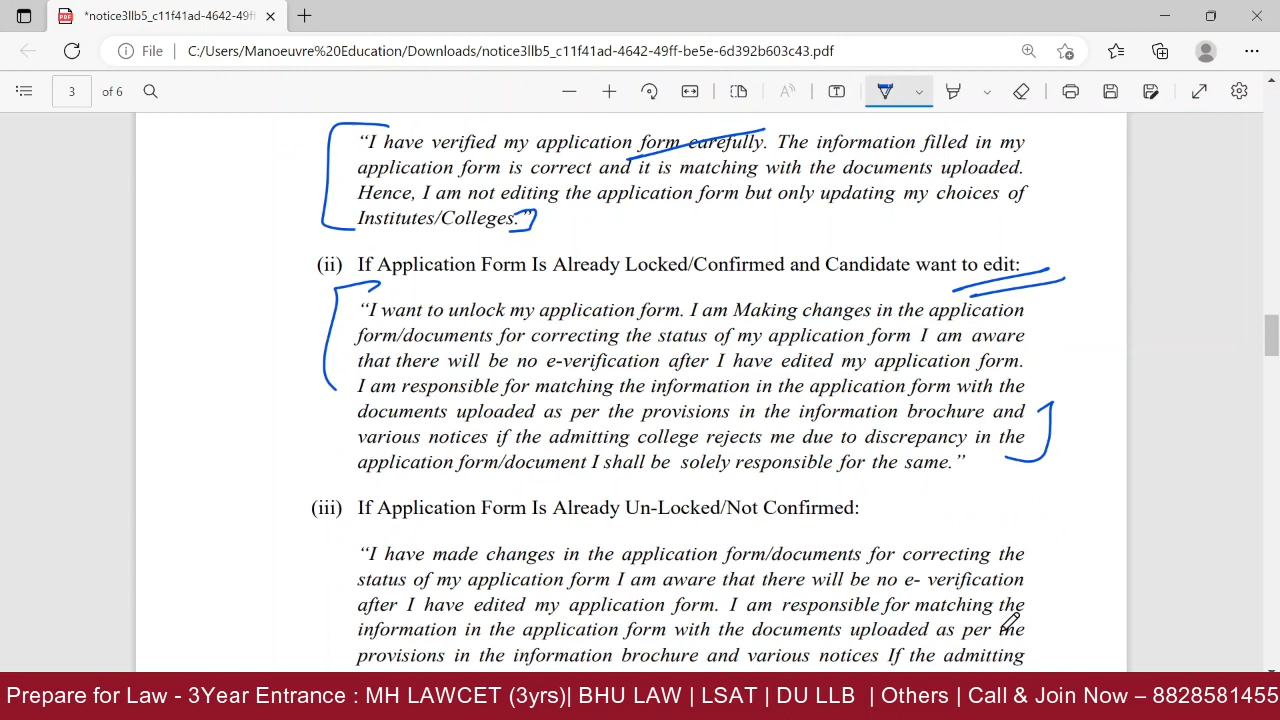 *notice3llb5_c11f41ad-4642-49ff
File
C:/Users/Manoeuvre%20Education/Downloads/notice3llb5_c11f41ad-4642-49ff-be5e-6d392b603c43.pdf
3 of 6
“I have verified my application form carefully. The information filled in my
application form is correct and it is matching with the documents uploaded.
Hence, I am not editing the application form but only updating my choices of
Institutes/Colleges.”
(ii) If Application Form Is Already Locked/Confirmed and Candidate want to edit:
“I want to unlock my application form. I am Making changes in the application
form/documents for correcting the status of my application form I am aware
that there will be no e-verification after I have edited my application form.
I am responsible for matching the information in the application form with the
documents uploaded as per the provisions in the information brochure and
various notices if the admitting college rejects me due to discrepancy in the
application form/document I shall be solely responsible for the same.”
(iii) If Application Form Is Already Un-Locked/Not Confirmed:
“I have made changes in the application form/documents for correcting the
status of my application form I am aware that there will be no e- verification
after I have edited my application form. I am responsible for matching the
information in the application form with the documents uploaded as per the
provisions in the information brochure and various notices If the admitting
Prepare for Law - 3Year Entrance : MH LAWCET (3yrs)| BHU LAW | LSAT | DU LLB | Others | Call & Join Now – 8828581455